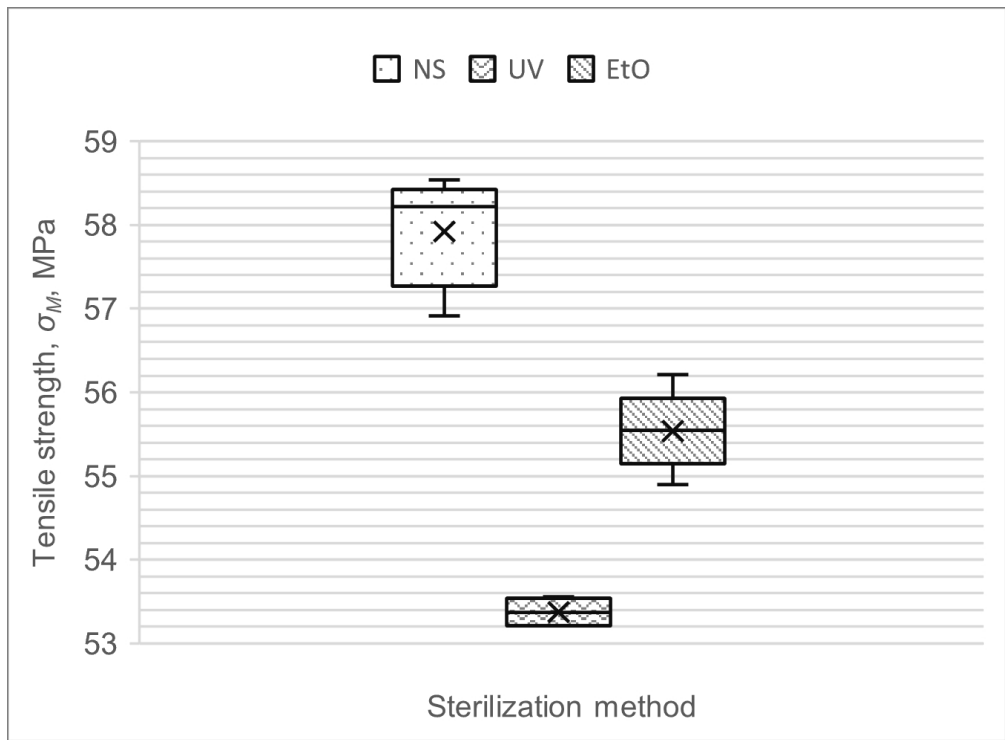 NS UV EtO
59
58
57
56
55
54
53
Tensile strength, σM, MPa
Sterilization method